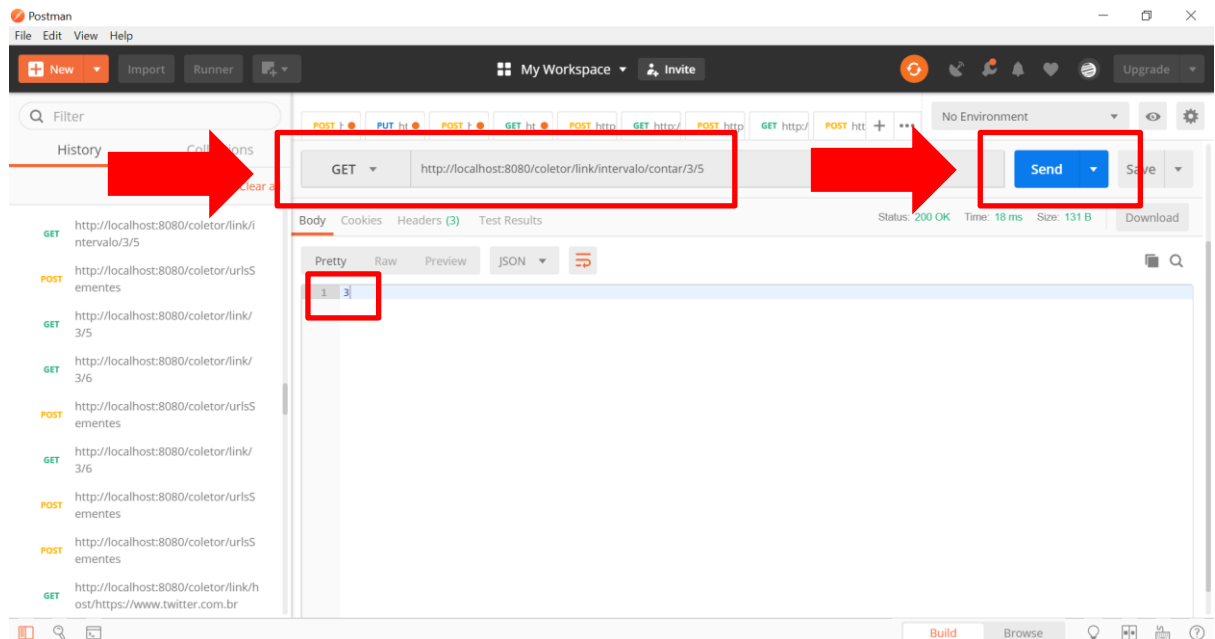 Postman
File Edit View Help
New Import Runner My Workspace Invite Upgrade
Filter
History
Clear
POST PUT ht POST GET ht POST http GET http:/ POST http GET http:/ POST htt
No Environment
GET http://localhost:8080/coletor/link/intervalo/contar/3/5
Send
Body Cookies Headers (3) Test Results
Status: 200 OK Time: 18 ms Size: 131 B Download
Pretty Raw Preview JSON
1 3
GET http://localhost:8080/coletor/link/i
ntervalo/3/5
POST http://localhost:8080/coletor/urlsS
ementes
GET http://localhost:8080/coletor/link/
3/5
GET http://localhost:8080/coletor/link/
3/6
POST http://localhost:8080/coletor/urlsS
ementes
GET http://localhost:8080/coletor/link/
3/6
POST http://localhost:8080/coletor/urlsS
ementes
POST http://localhost:8080/coletor/urlsS
ementes
GET http://localhost:8080/coletor/link/h
ost/https://www.twitter.com.br
Build Browse